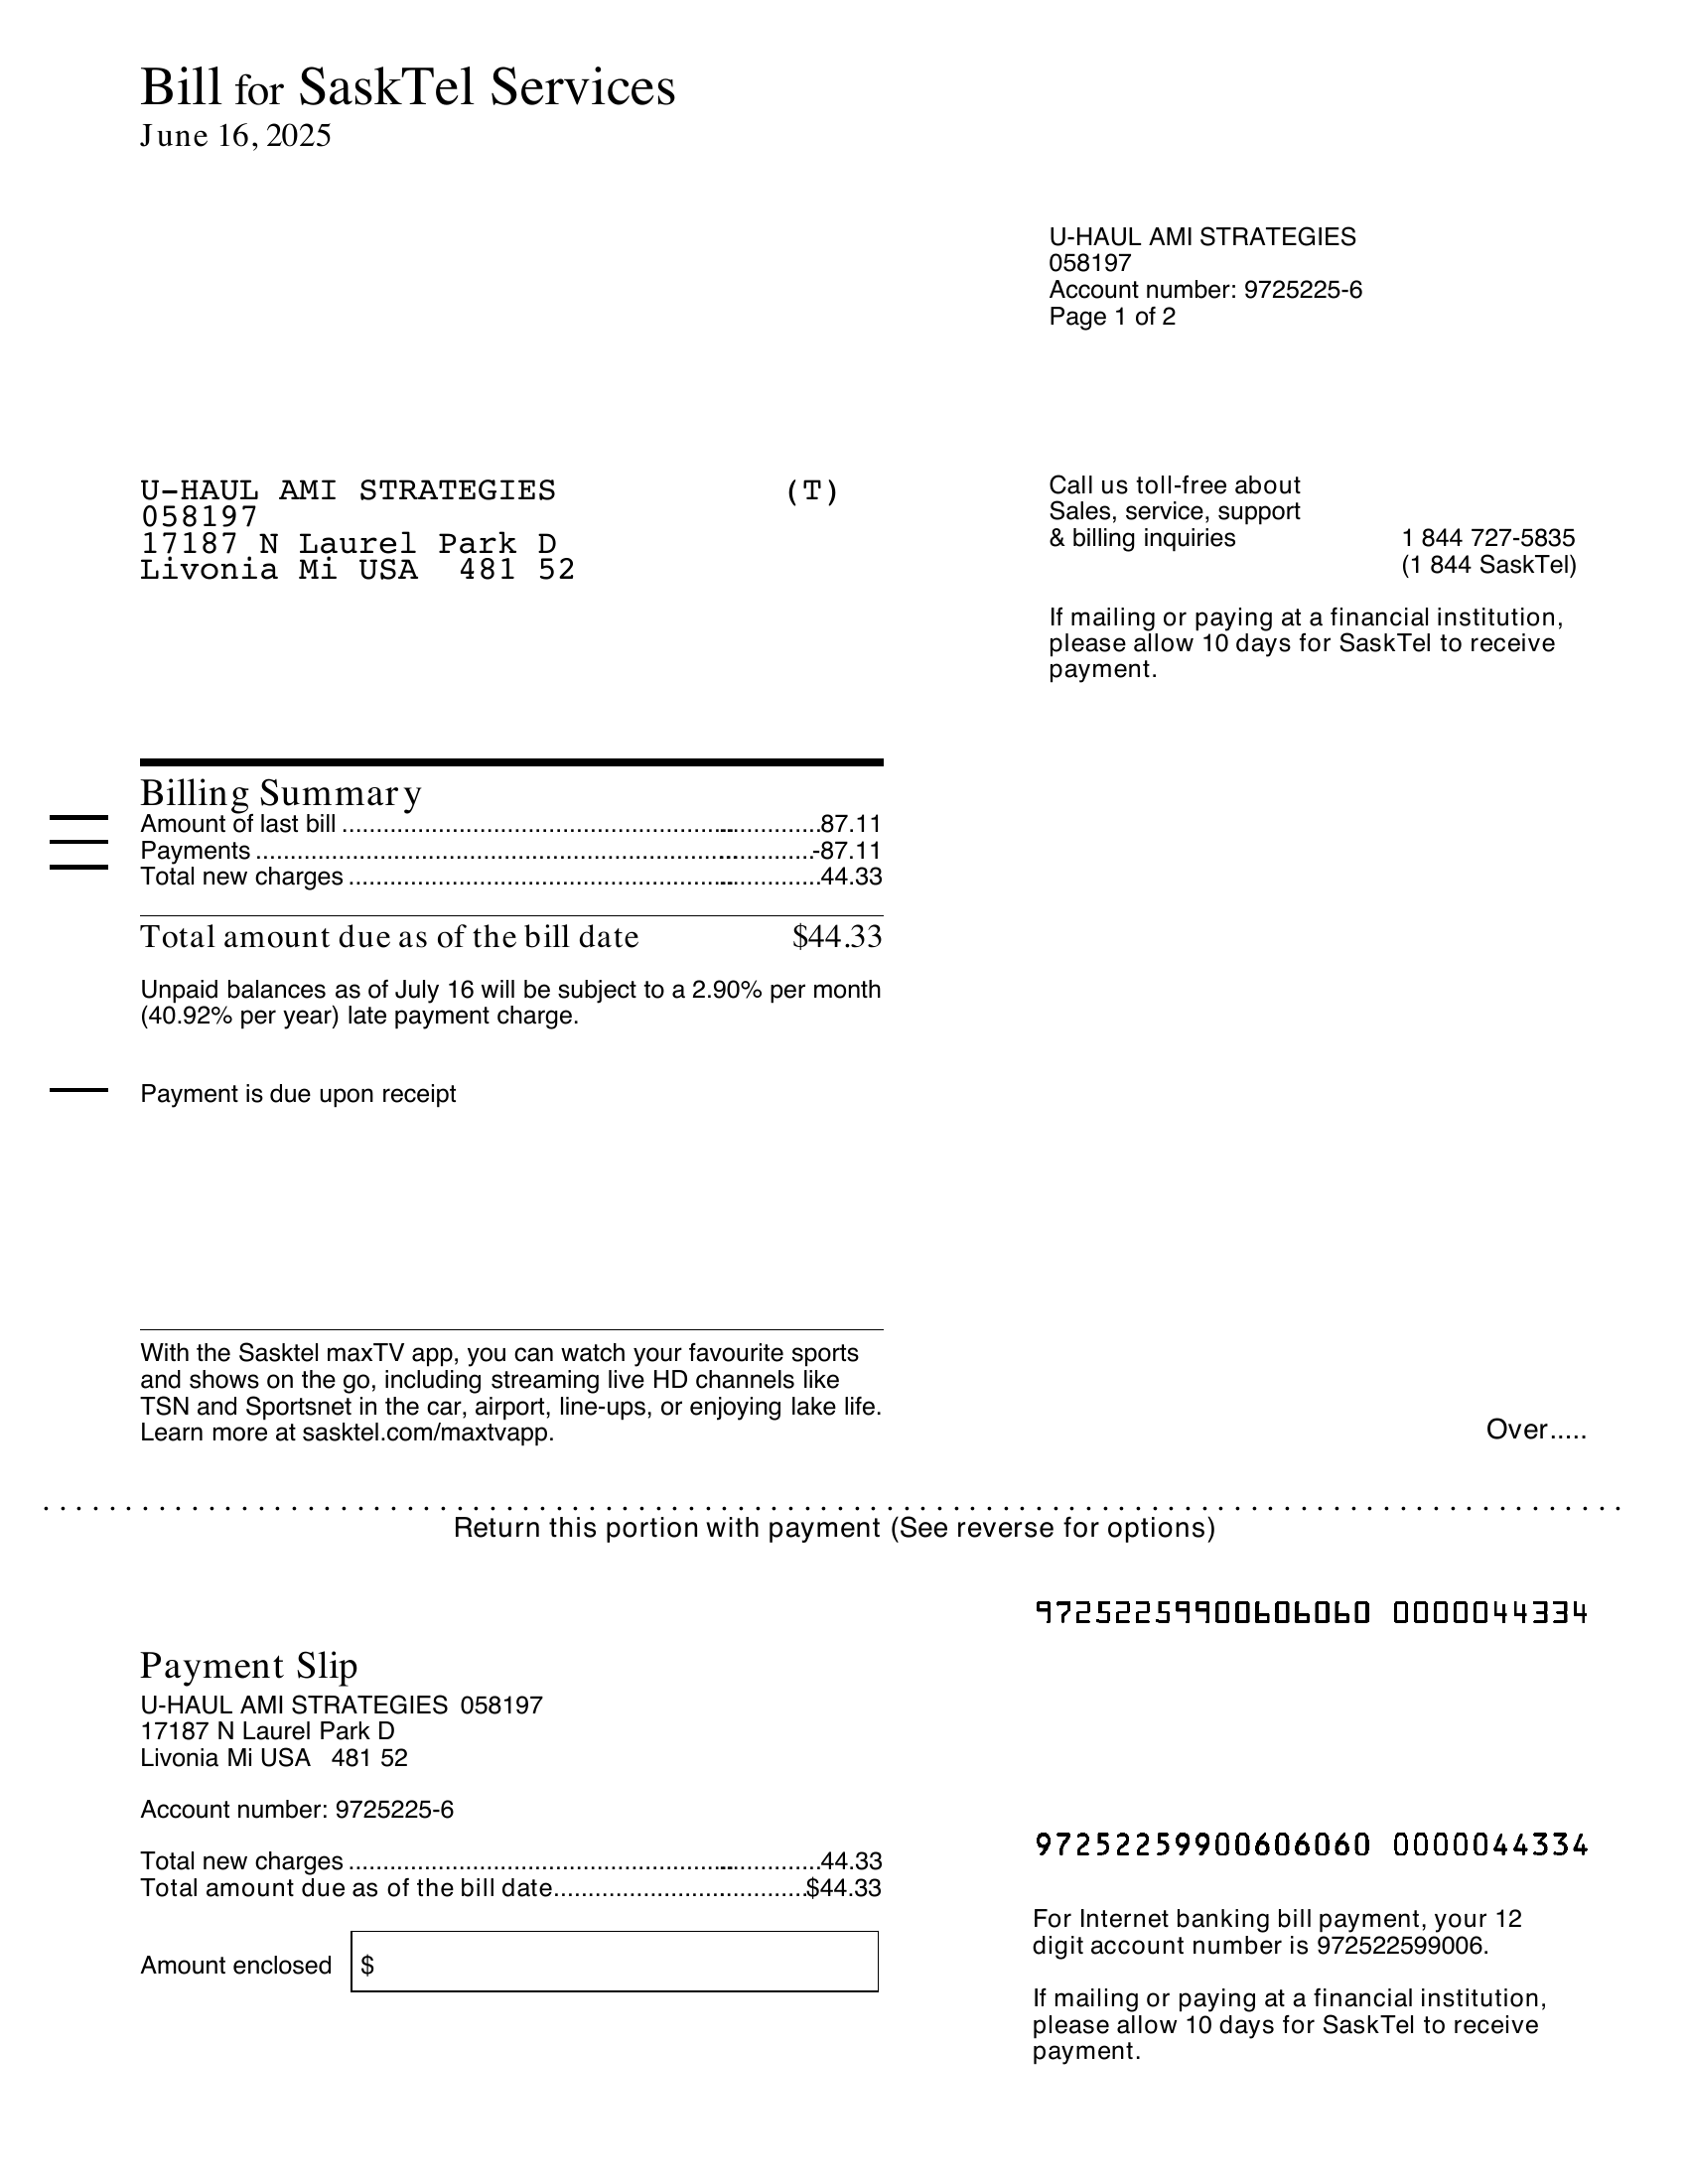 Bill for SaskTel Services
June 16, 2025
U-HAUL AMI STRATEGIES
058197
Account number: 9725225-6
Page 1 of 2
U-HAUL AMI STRATEGIES (T)
058197
17187 N Laurel Park D
Livonia Mi USA 481 52
Call us toll-free about
Sales, service, support
& billing inquiries 1 844 727-5835
(1 844 SaskTel)
If mailing or paying at a financial institution,
please allow 10 days for SaskTel to receive
payment.
Billing Summary
Amount of last bill ........................................................................87.11
Payments ....................................................................................-87.11
Total new charges .......................................................................44.33
Total amount due as of the bill date $44.33
Unpaid balances as of July 16 will be subject to a 2.90% per month
(40.92% per year) late payment charge.
Payment is due upon receipt
With the Sasktel maxTV app, you can watch your favourite sports
and shows on the go, including streaming live HD channels like
TSN and Sportsnet in the car, airport, line-ups, or enjoying lake life.
Learn more at sasktel.com/maxtvapp.
Over.....
Return this portion with payment (See reverse for options)
97252259900606060 0000044334
Payment Slip
U-HAUL AMI STRATEGIES 058197
17187 N Laurel Park D
Livonia Mi USA 481 52
Account number: 9725225-6
97252259900606060 0000044334
Total new charges .......................................................................44.33
Total amount due as of the bill date.....................................$44.33
For Internet banking bill payment, your 12
digit account number is 972522599006.
Amount enclosed $
If mailing or paying at a financial institution,
please allow 10 days for SaskTel to receive
payment.